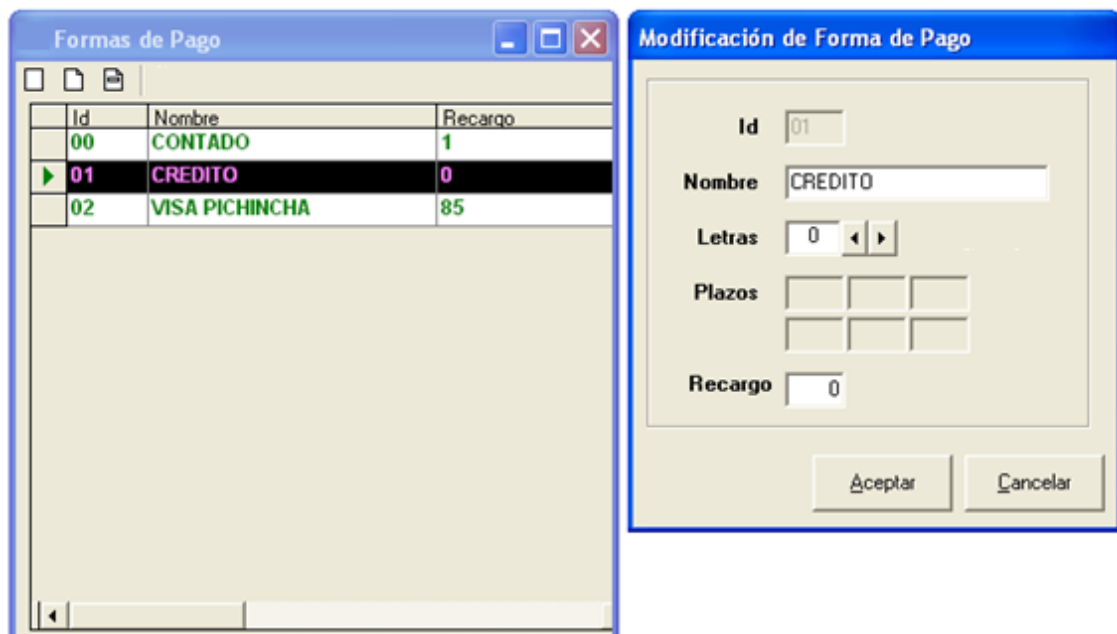 Formas de Pago
Id Nombre Recargo
00 CONTADO 1
01 CREDITO 0
02 VISA PICHINCHA 85
Modificación de Forma de Pago
Id 01
Nombre CREDITO
Letras 0
Plazos
Recargo 0
Aceptar Cancelar